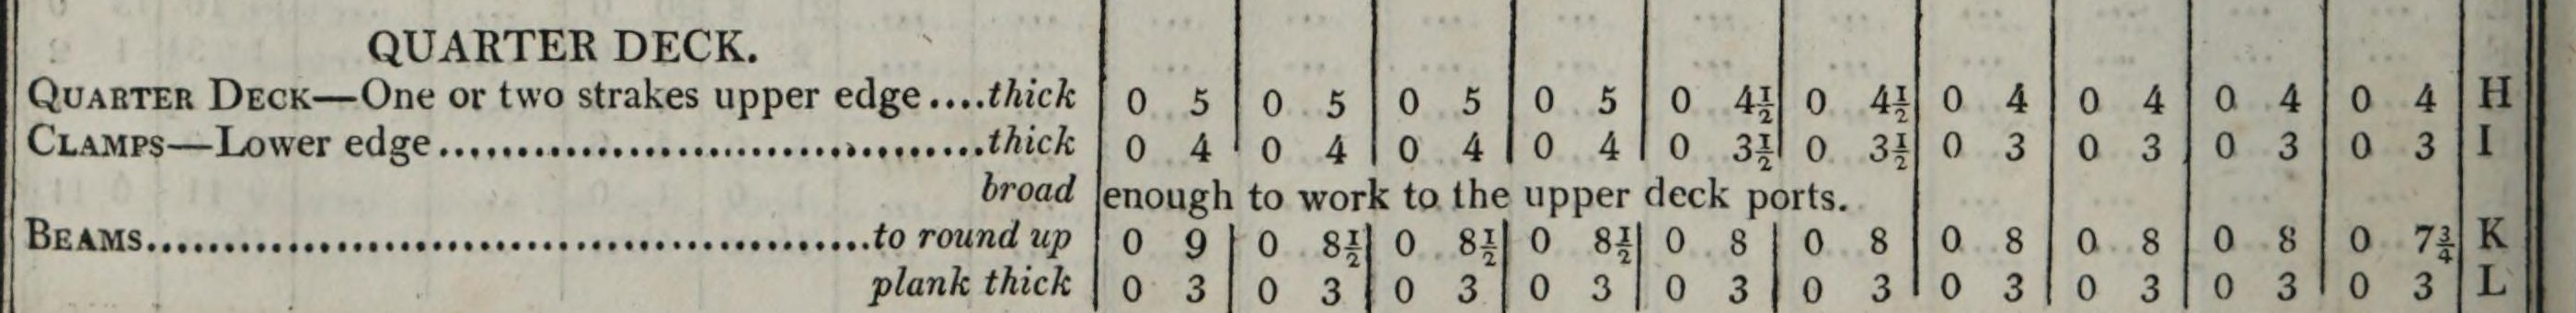 QUARTER DECK.
QUARTER DECK—One or two strakes upper edge....thick 0 5 0 5 0 5 0 5 0 4½ 0 4½ 0 4 0 4 0 4 0 4 H
CLAMPS—Lower edge....................................thick 0 4 0 4 0 4 0 4 0 3½ 0 3½ 0 3 0 3 0 3 0 3 I
broad enough to work to the upper deck ports.
BEAMS................................................to round up 0 9 0 8½ 0 8½ 0 8½ 0 8 0 8 0 8 0 8 0 8 0 7¾ K
plank thick 0 3 0 3 0 3 0 3 0 3 0 3 0 3 0 3 0 3 0 3 L